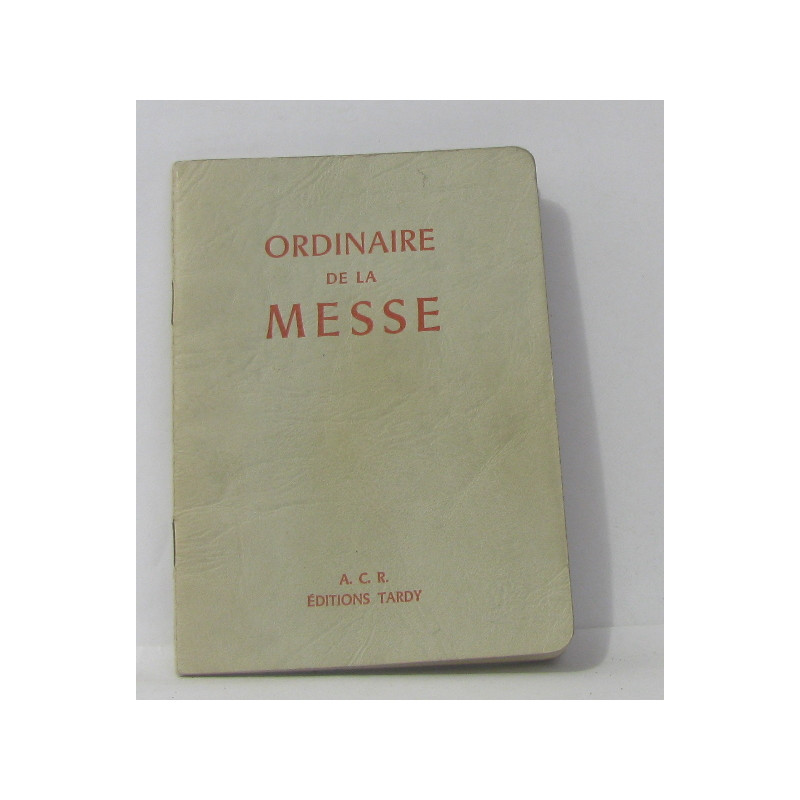 ORDINAIRE
DE LA
MESSE
A. C. R.
ÉDITIONS TARDY